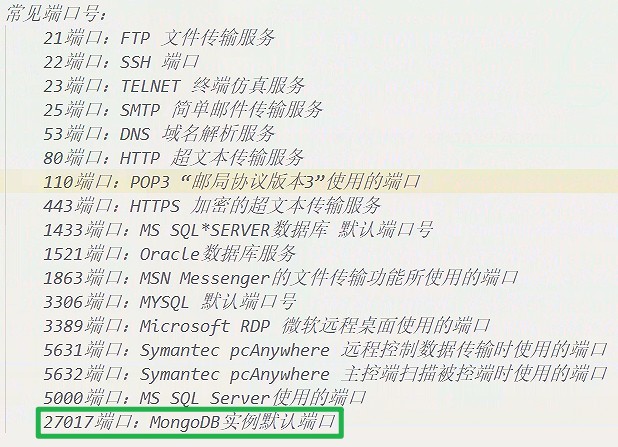 常见端口号:
21端口: FTP 文件传输服务
22端口: SSH 端口
23端口: TELNET 终端仿真服务
25端口: SMTP 简单邮件传输服务
53端口: DNS 域名解析服务
80端口: HTTP 超文本传输服务
110端口: POP3 “邮局协议版本3”使用的端口
443端口: HTTPS 加密的超文本传输服务
1433端口: MS SQL*SERVER数据库 默认端口号
1521端口: Oracle数据库服务
1863端口: MSN Messenger的文件传输功能所使用的端口
3306端口: MYSQL 默认端口号
3389端口: Microsoft RDP 微软远程桌面使用的端口
5631端口: Symantec pcAnywhere 远程控制数据传输时使用的端口
5632端口: Symantec pcAnywhere 主控端扫描被控端时使用的端口
5000端口: MS SQL Server使用的端口
27017端口: MongoDB实例默认端口